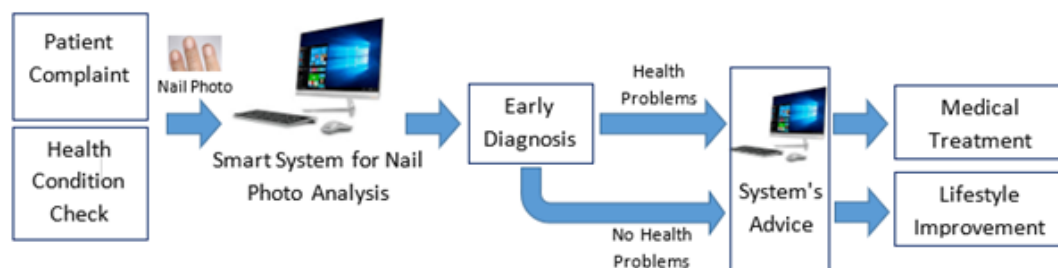 Patient
Complaint
Health
Condition
Check
Nail Photo
Smart System for Nail
Photo Analysis
Early
Diagnosis
Health
Problems
No Health
Problems
System's
Advice
Medical
Treatment
Lifestyle
Improvement